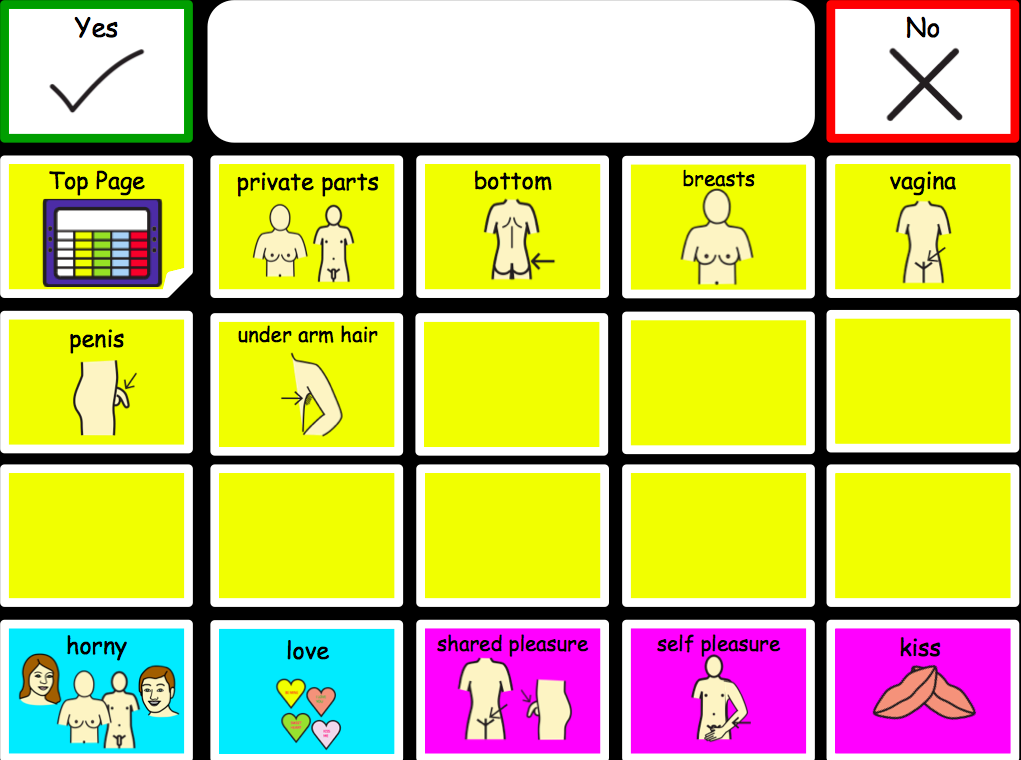 Yes
No
Top Page
private parts
bottom
breasts
vagina
penis
under arm hair
horny
love
shared pleasure
self pleasure
kiss